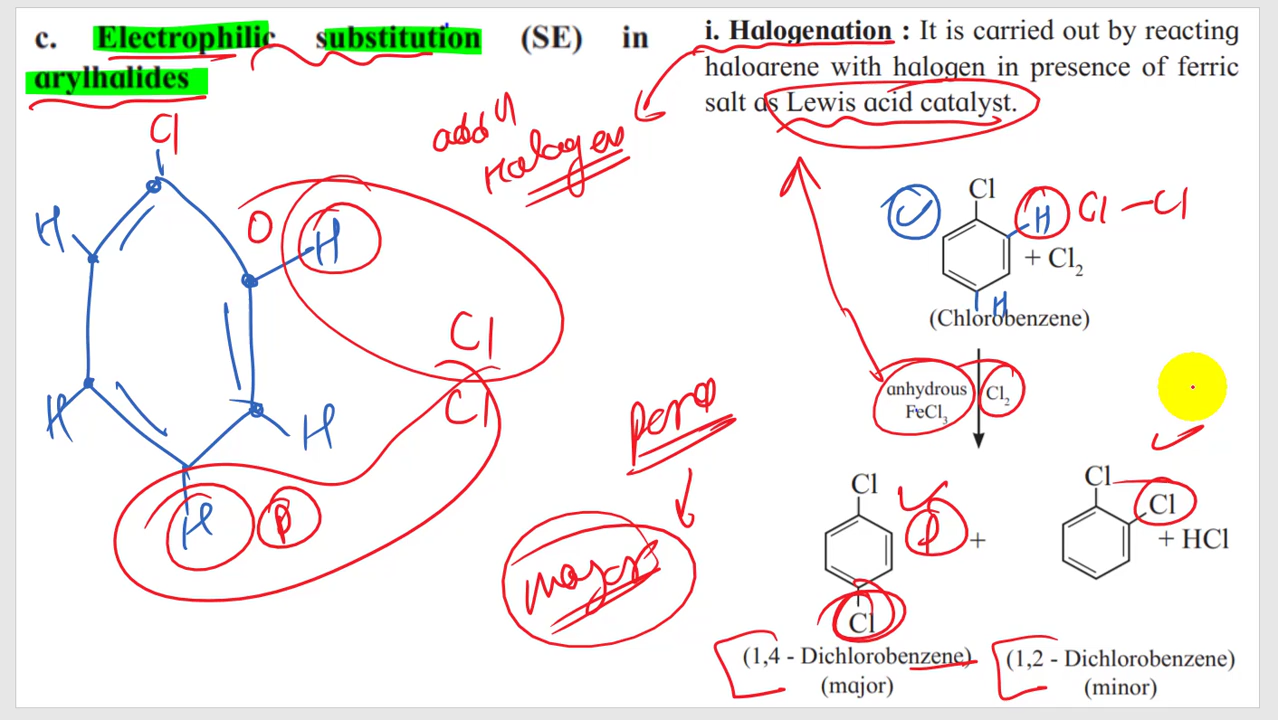 c. Electrophilic substitution (SE) in
arylhalides
Cl
H
O
H
Cl
Cl
H
H
H
p
add n
Halogen
para
major
i. Halogenation : It is carried out by reacting
haloarene with halogen in presence of ferric
salt as Lewis acid catalyst.
Cl
H Cl – Cl
+ Cl₂
H
(Chlorobenzene)
anhydrous Cl₂
FeCl₃
Cl
p +
Cl
Cl
Cl
+ HCl
(1,4 - Dichlorobenzene) (1,2 - Dichlorobenzene)
(major) (minor)